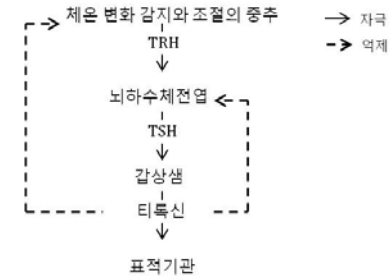 체온 변화 감지와 조절의 중추
TRH
뇌하수체전엽
TSH
갑상샘
티록신
표적기관
자극
억제